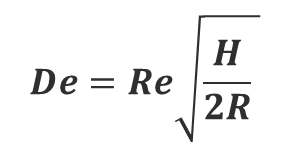 De = Re √(H/2R)